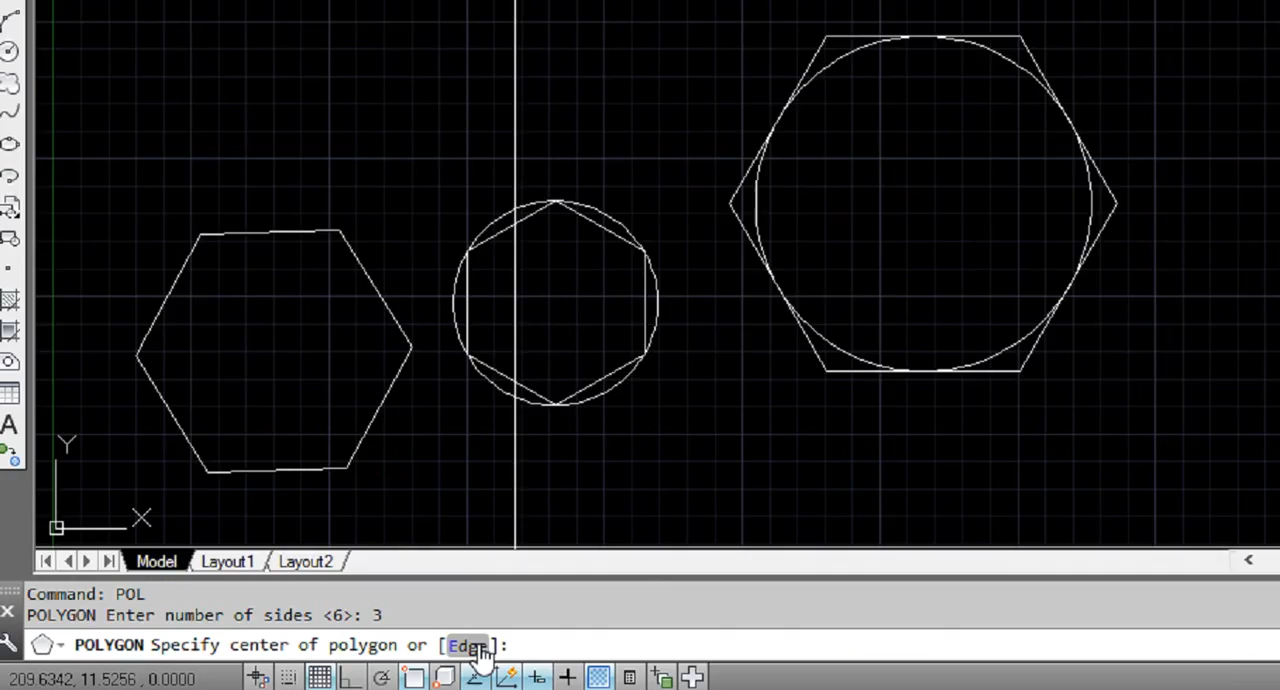 A
Y
X
Model Layout1 Layout2
Command: POL
POLYGON Enter number of sides <6>: 3
POLYGON Specify center of polygon or [Edge]:
209.6342, 11.5256 , 0.0000